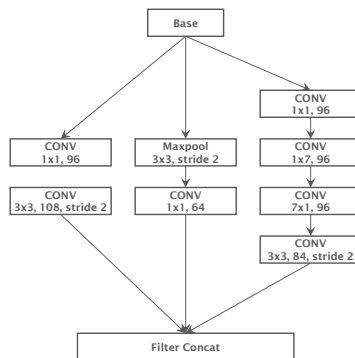 Base
CONV
1x1, 96
CONV
1x1, 96
Maxpool
3x3, stride 2
CONV
1x7, 96
CONV
3x3, 108, stride 2
CONV
1x1, 64
CONV
7x1, 96
CONV
3x3, 84, stride 2
Filter Concat